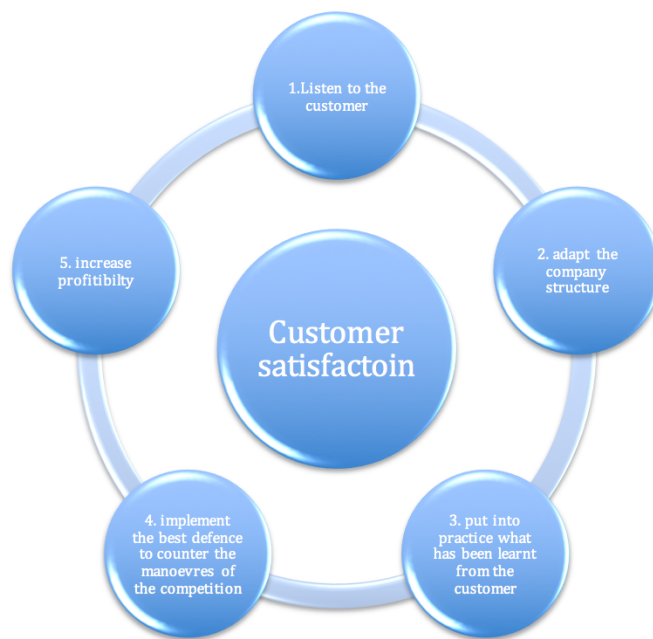 1.Listen to the
customer
2. adapt the
company
structure
3. put into
practice what
has been learnt
from the
customer
4. implement
the best defence
to counter the
manoevres of
the competition
5. increase
profitibilty
Customer
satisfactoin